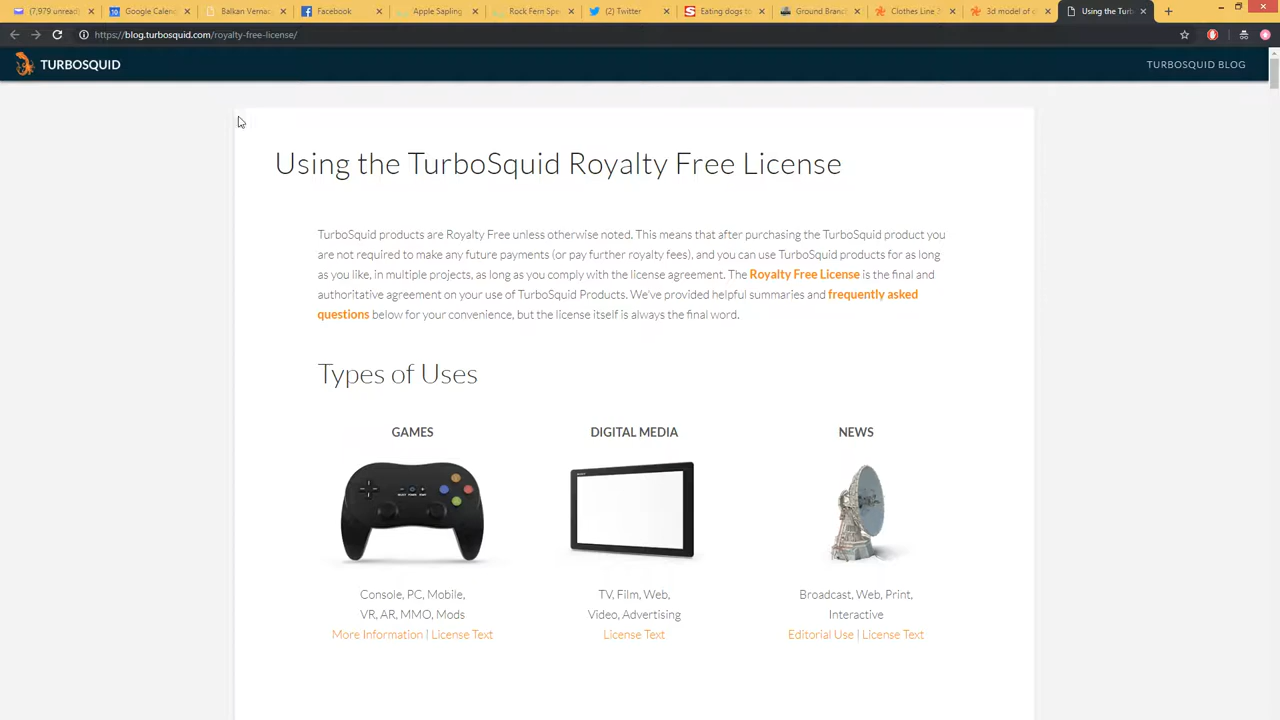 (7,979 unread)
Google Calen
Balkan Vernac
Facebook
Apple Sapling
Rock Fern Spe
(2) Twitter
Eating dogs to
Ground Branc
Clothes Line 2
3d model of c
Using the Turb
https://blog.turbosquid.com/royalty-free-license/
TURBOSQUID
TURBOSQUID BLOG
Using the TurboSquid Royalty Free License
TurboSquid products are Royalty Free unless otherwise noted. This means that after purchasing the TurboSquid product you
are not required to make any future payments (or pay further royalty fees), and you can use TurboSquid products for as long
as you like, in multiple projects, as long as you comply with the license agreement. The Royalty Free License is the final and
authoritative agreement on your use of TurboSquid Products. We've provided helpful summaries and frequently asked
questions below for your convenience, but the license itself is always the final word.
Types of Uses
GAMES
DIGITAL MEDIA
NEWS
Console, PC, Mobile,
VR, AR, MMO, Mods
More Information | License Text
TV, Film, Web,
Video, Advertising
License Text
Broadcast, Web, Print,
Interactive
Editorial Use | License Text